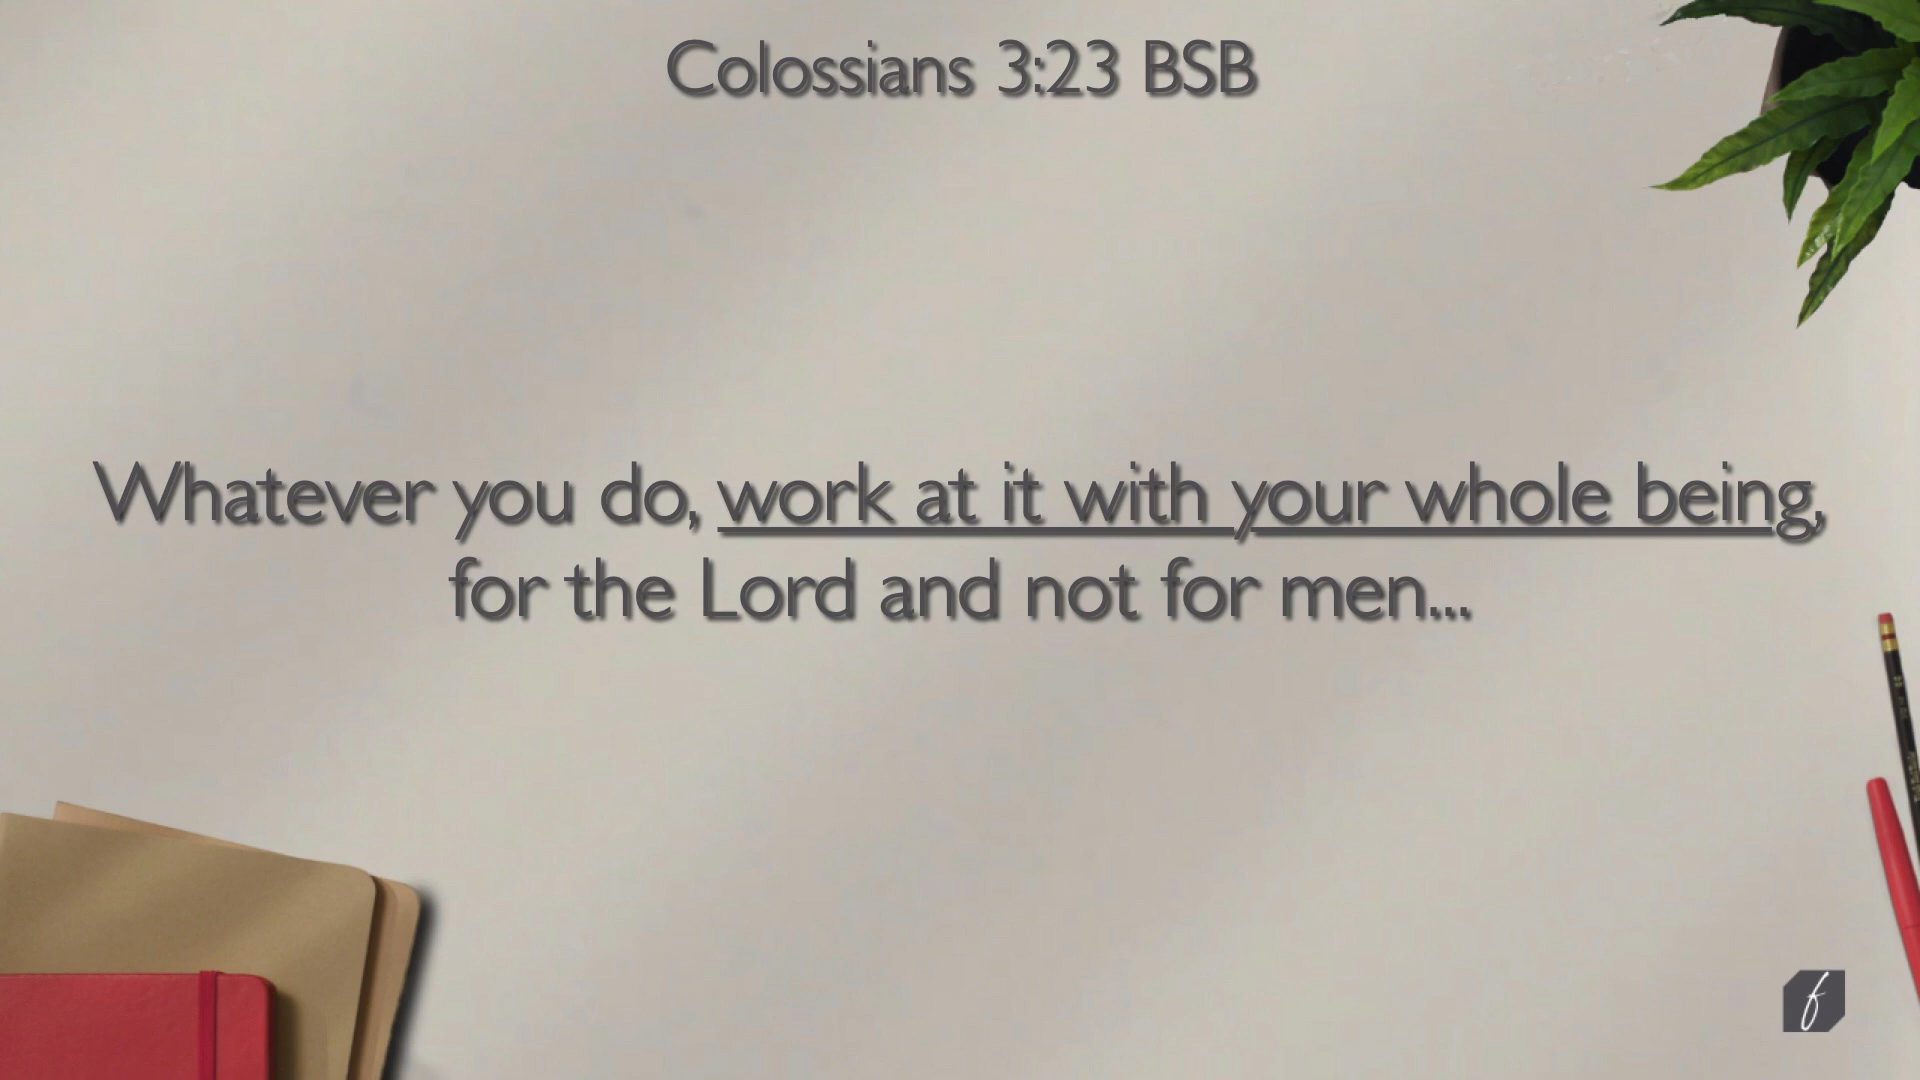 Colossians 3:23 BSB
Whatever you do, work at it with your whole being,
for the Lord and not for men...
f